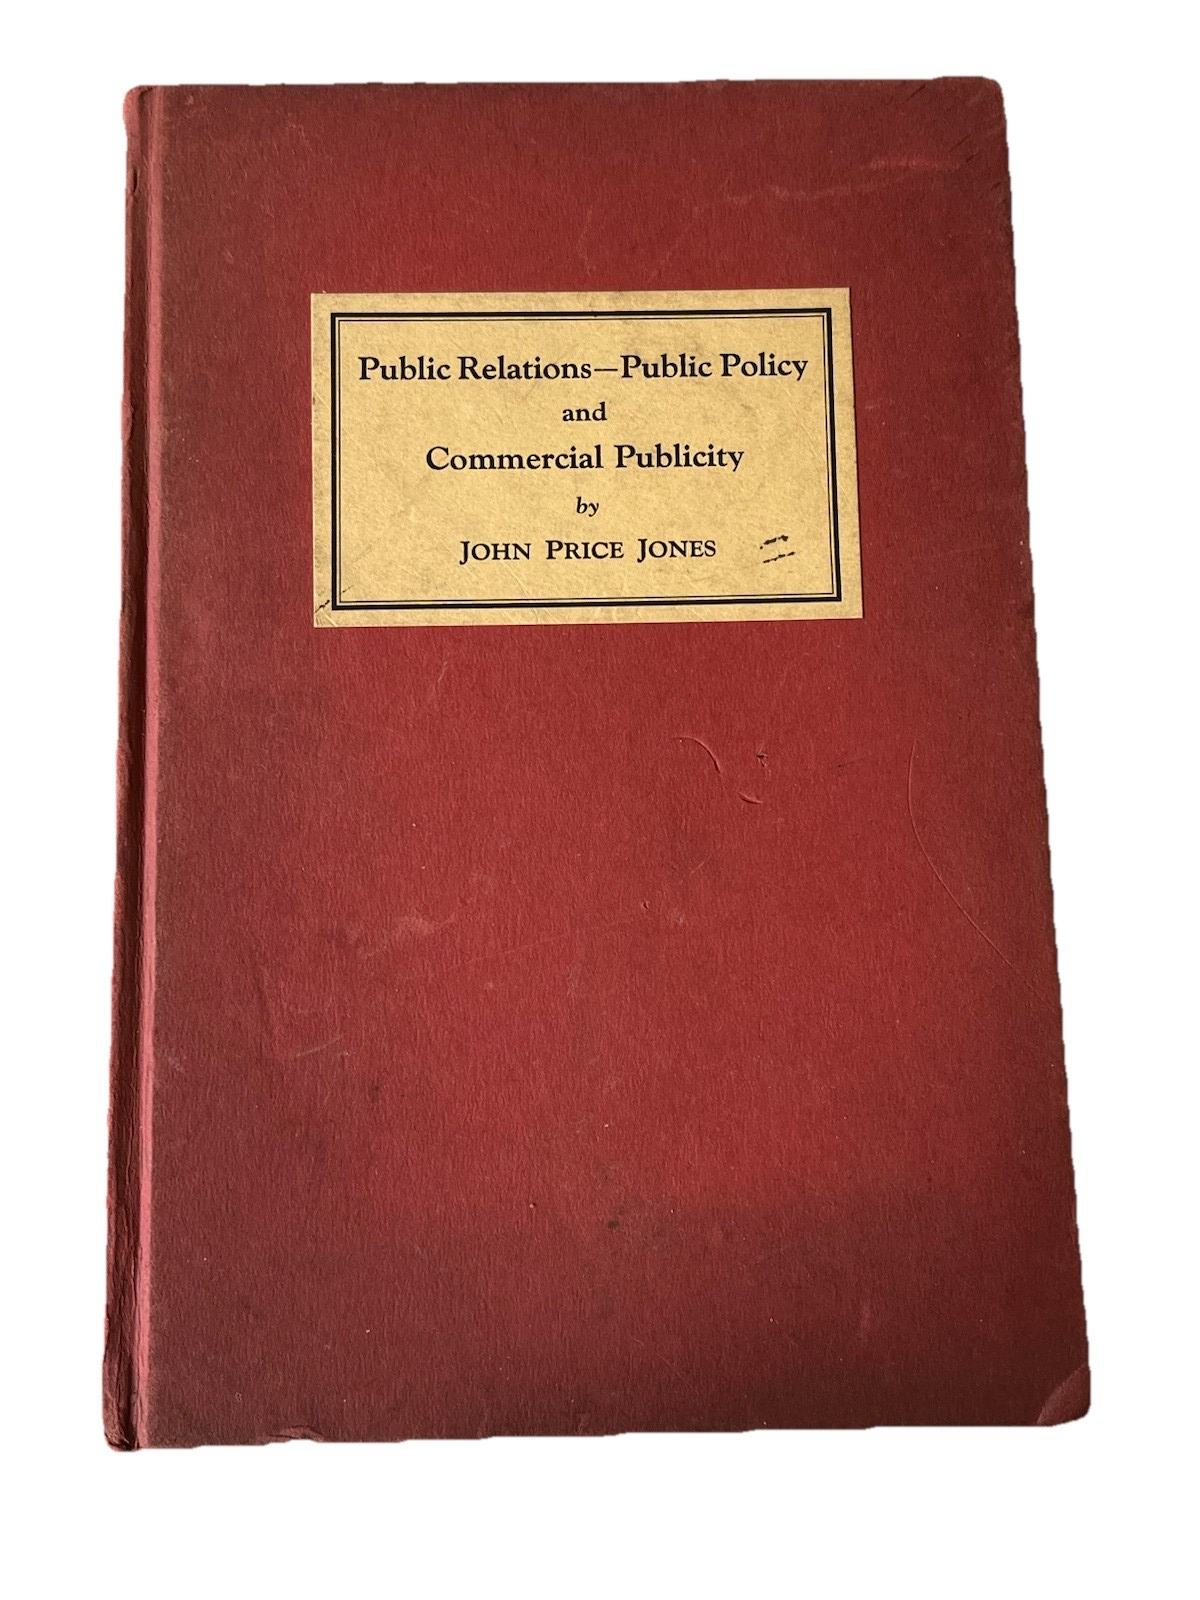 Public Relations—Public Policy
and
Commercial Publicity
by
JOHN PRICE JONES